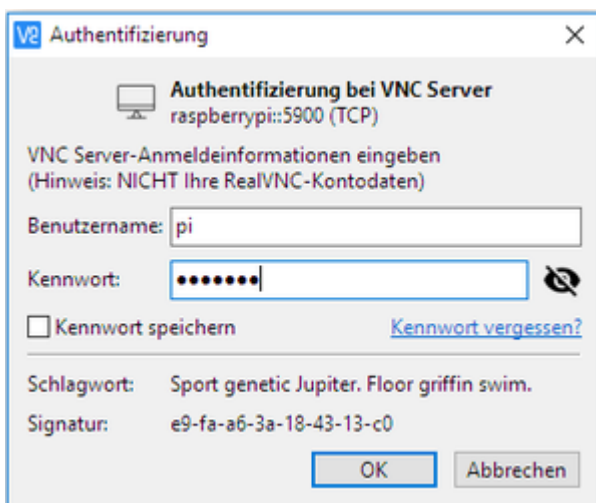 Authentifizierung
Authentifizierung bei VNC Server
raspberrypi::5900 (TCP)
VNC Server-Anmeldeinformationen eingeben
(Hinweis: NICHT Ihre RealVNC-Kontodaten)
Benutzername: pi
Kennwort: •••••••
Kennwort speichern Kennwort vergessen?
Schlagwort: Sport genetic Jupiter. Floor griffin swim.
Signatur: e9-fa-a6-3a-18-43-13-c0
OK Abbrechen